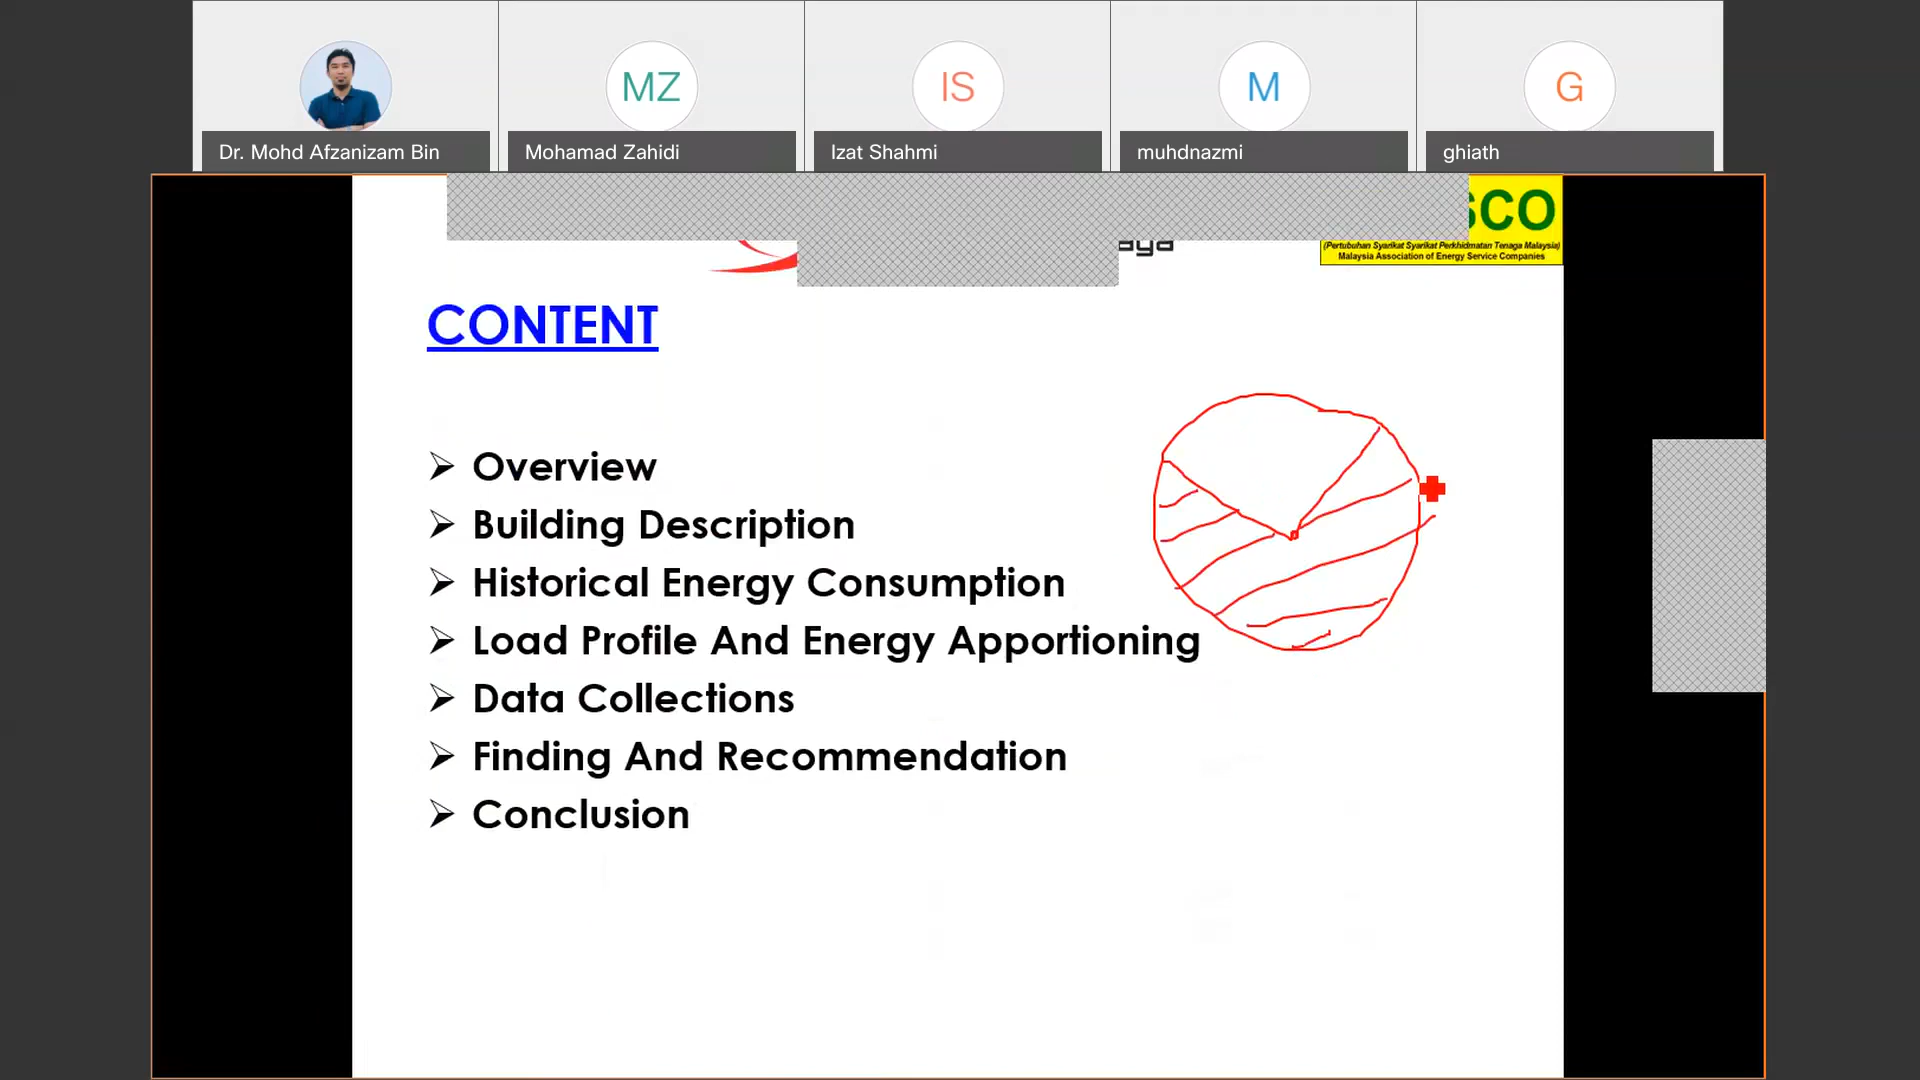 Dr. Mohd Afzanizam Bin
MZ
Mohamad Zahidi
IS
Izat Shahmi
M
muhdnazmi
G
ghiath
SCO
(Pertubuhan Syarikat Syarikat Perkhidmatan Tenaga Malaysia)
Malaysia Association of Energy Service Companies
CONTENT
➢ Overview
➢ Building Description
➢ Historical Energy Consumption
➢ Load Profile And Energy Apportioning
➢ Data Collections
➢ Finding And Recommendation
➢ Conclusion